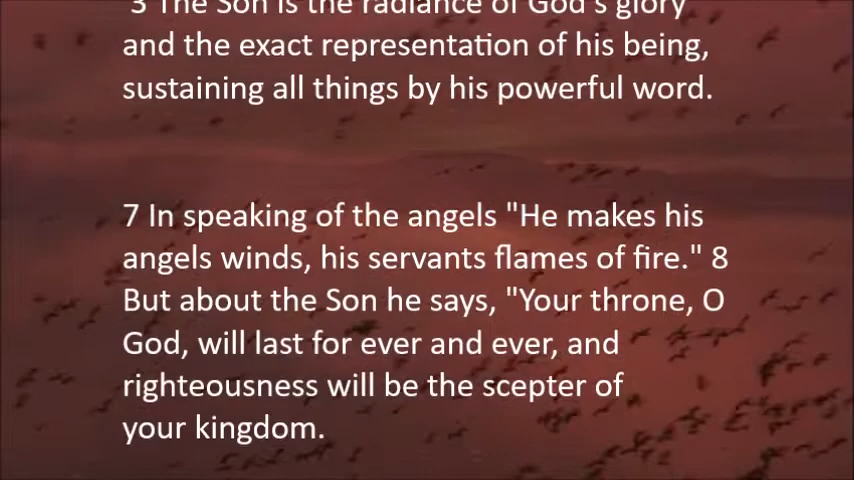 3 The Son is the radiance of God's glory
and the exact representation of his being,
sustaining all things by his powerful word.
7 In speaking of the angels "He makes his
angels winds, his servants flames of fire." 8
But about the Son he says, "Your throne, O
God, will last for ever and ever, and
righteousness will be the scepter of
your kingdom.